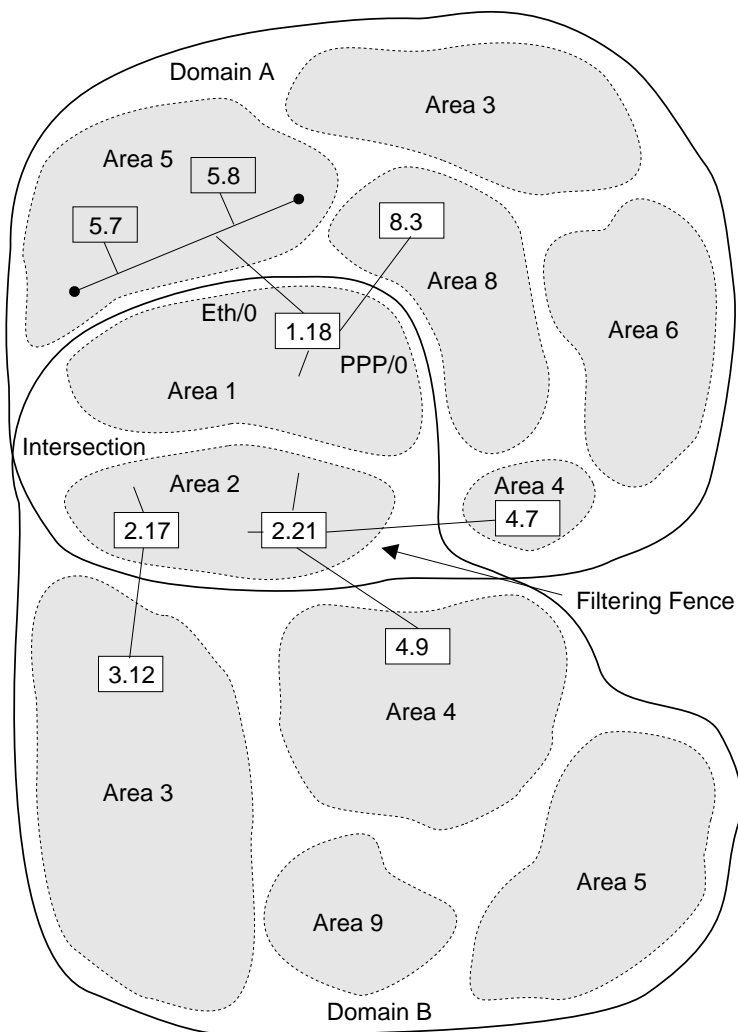 Domain A
Area 3
Area 5
5.8
5.7
8.3
Area 8
Eth/0
1.18
Area 6
PPP/0
Area 1
Intersection
Area 2
Area 4
2.17
2.21
4.7
Filtering Fence
4.9
3.12
Area 4
Area 3
Area 5
Area 9
Domain B